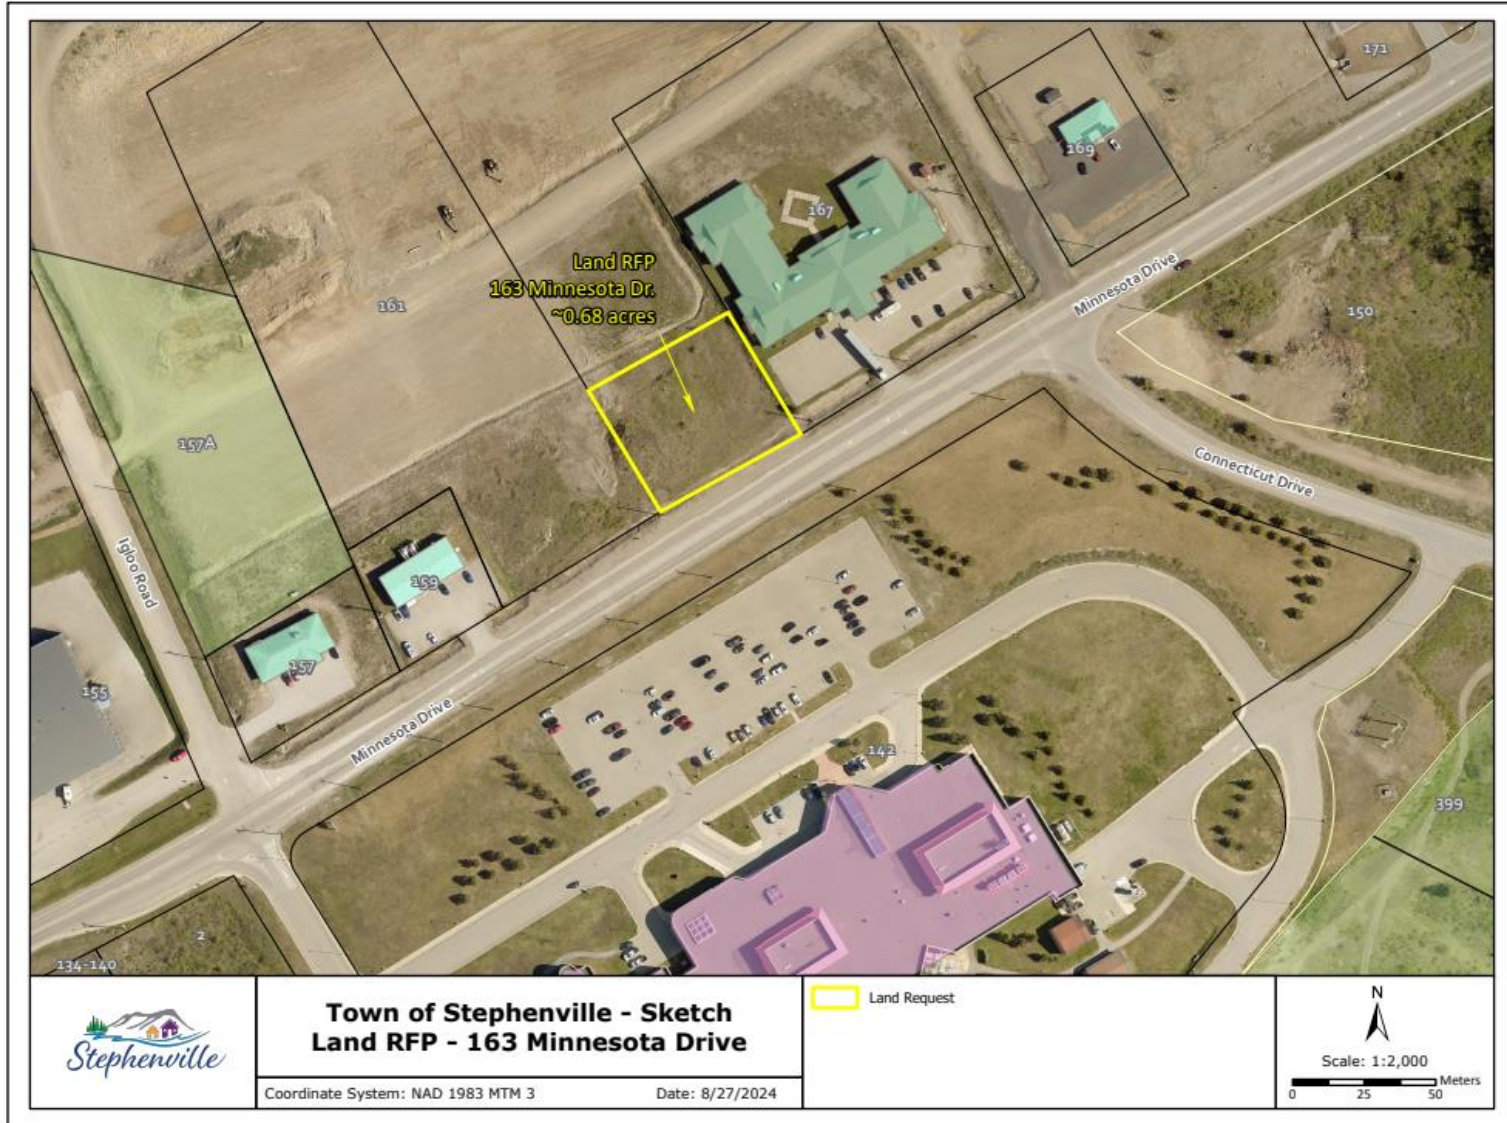 171
169
167
Land RFP
163 Minnesota Dr.
~0.68 acres
Minnesota Drive
161
150
157A
Connecticut Drive
Igloo Road
159
157
155
Minnesota Drive
142
399
2
134-140
Stephenville
Town of Stephenville - Sketch
Land RFP - 163 Minnesota Drive
Coordinate System: NAD 1983 MTM 3
Date: 8/27/2024
Land Request
N
Scale: 1:2,000
Meters
0 25 50